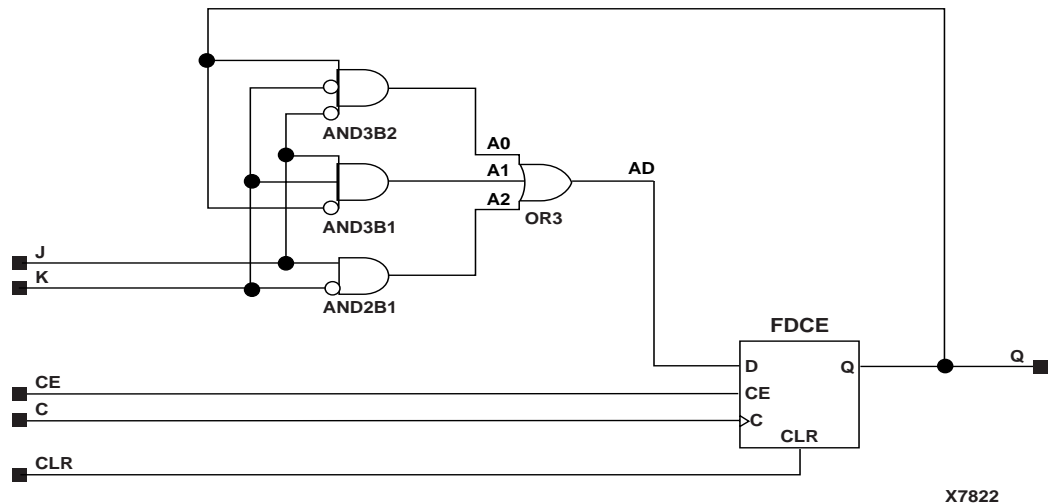 AND3B2
A0
A1
AD
A2
AND3B1
OR3
J
K
AND2B1
FDCE
D
Q
Q
CE
CE
C
C
CLR
CLR
X7822